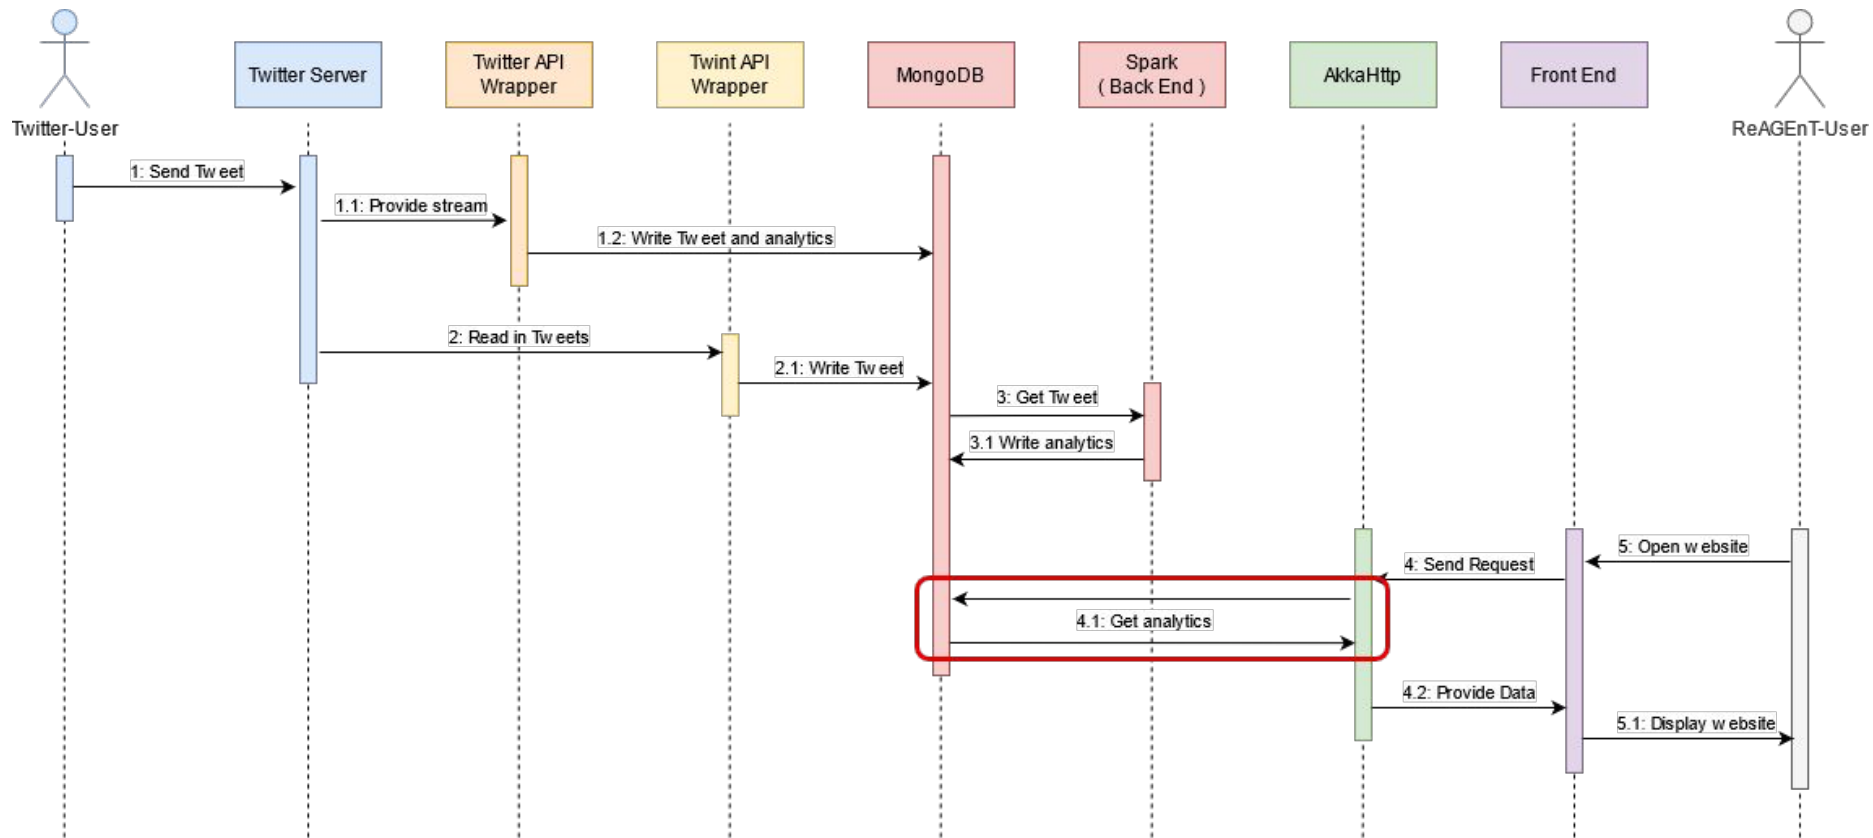 Twitter Server
Twitter API
Wrapper
Twint API
Wrapper
MongoDB
Spark
( Back End )
AkkaHttp
Front End
Twitter-User
ReAGEnT-User
1: Send Tweet
1.1: Provide stream
1.2: Write Tweet and analytics
2: Read in Tweets
2.1: Write Tweet
3: Get Tweet
3.1 Write analytics
5: Open website
4: Send Request
4.1: Get analytics
4.2: Provide Data
5.1: Display website